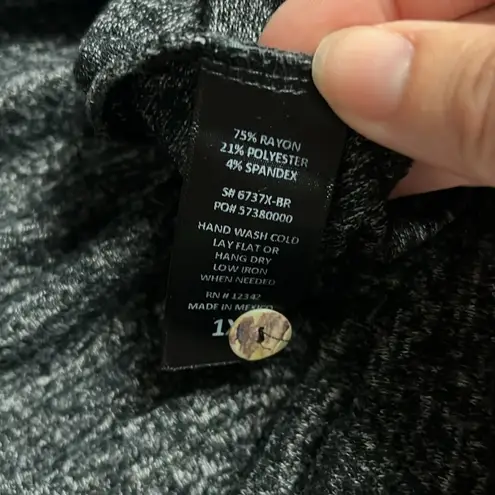 75% RAYON
21% POLYESTER
4% SPANDEX
S# 6737X-BR
PO# 57380000
HAND WASH COLD
LAY FLAT OR
HANG DRY
LOW IRON
WHEN NEEDED
RN # 12342
MADE IN MEXICO
1X